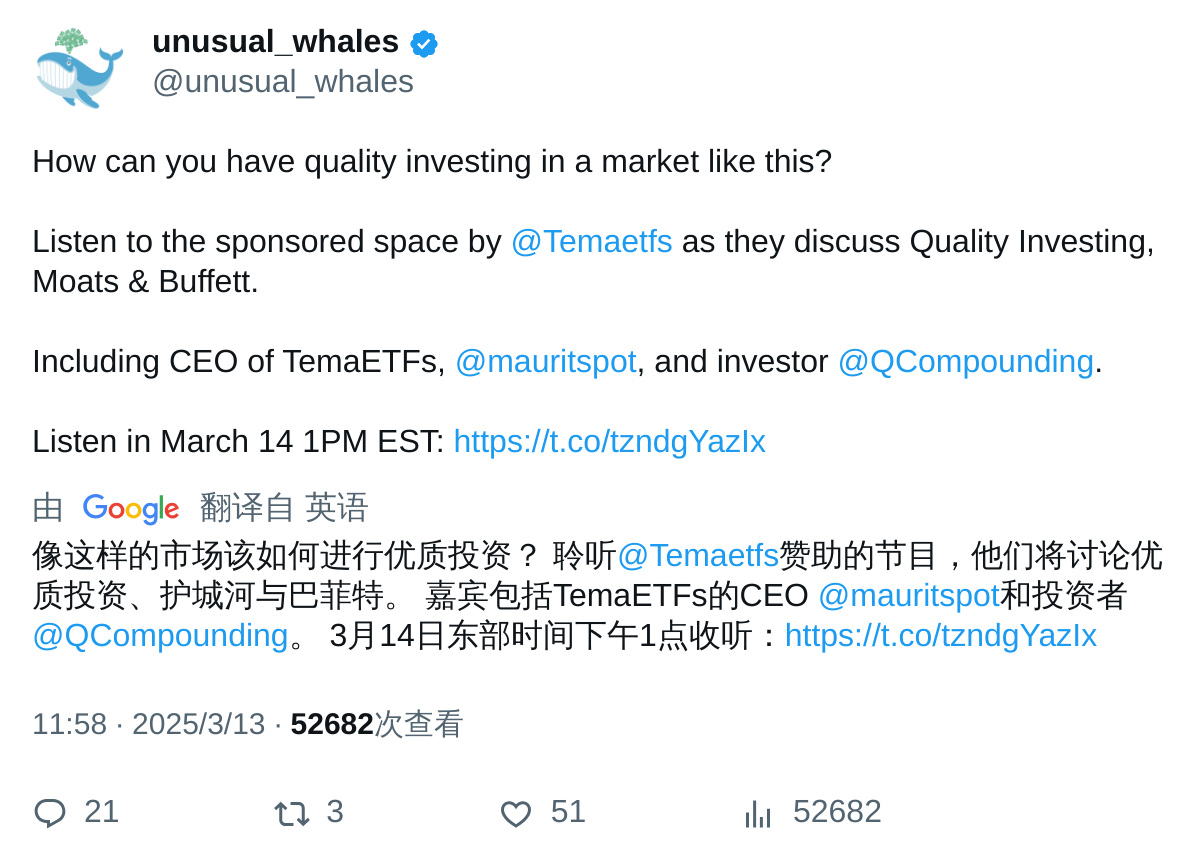 unusual_whales
@unusual_whales
How can you have quality investing in a market like this?
Listen to the sponsored space by @Temaetfs as they discuss Quality Investing,
Moats & Buffett.
Including CEO of TemaETFs, @mauritspot, and investor @QCompounding.
Listen in March 14 1PM EST: https://t.co/tzndgYazIx
由 Google 翻译自 英语
像这样的市场该如何进行优质投资？ 聆听@Temaetfs赞助的节目，他们将讨论优
质投资、护城河与巴菲特。 嘉宾包括TemaETFs的CEO @mauritspot和投资者
@QCompounding。 3月14日东部时间下午1点收听：https://t.co/tzndgYazIx
11:58 · 2025/3/13 · 52682次查看
21 3 51 52682